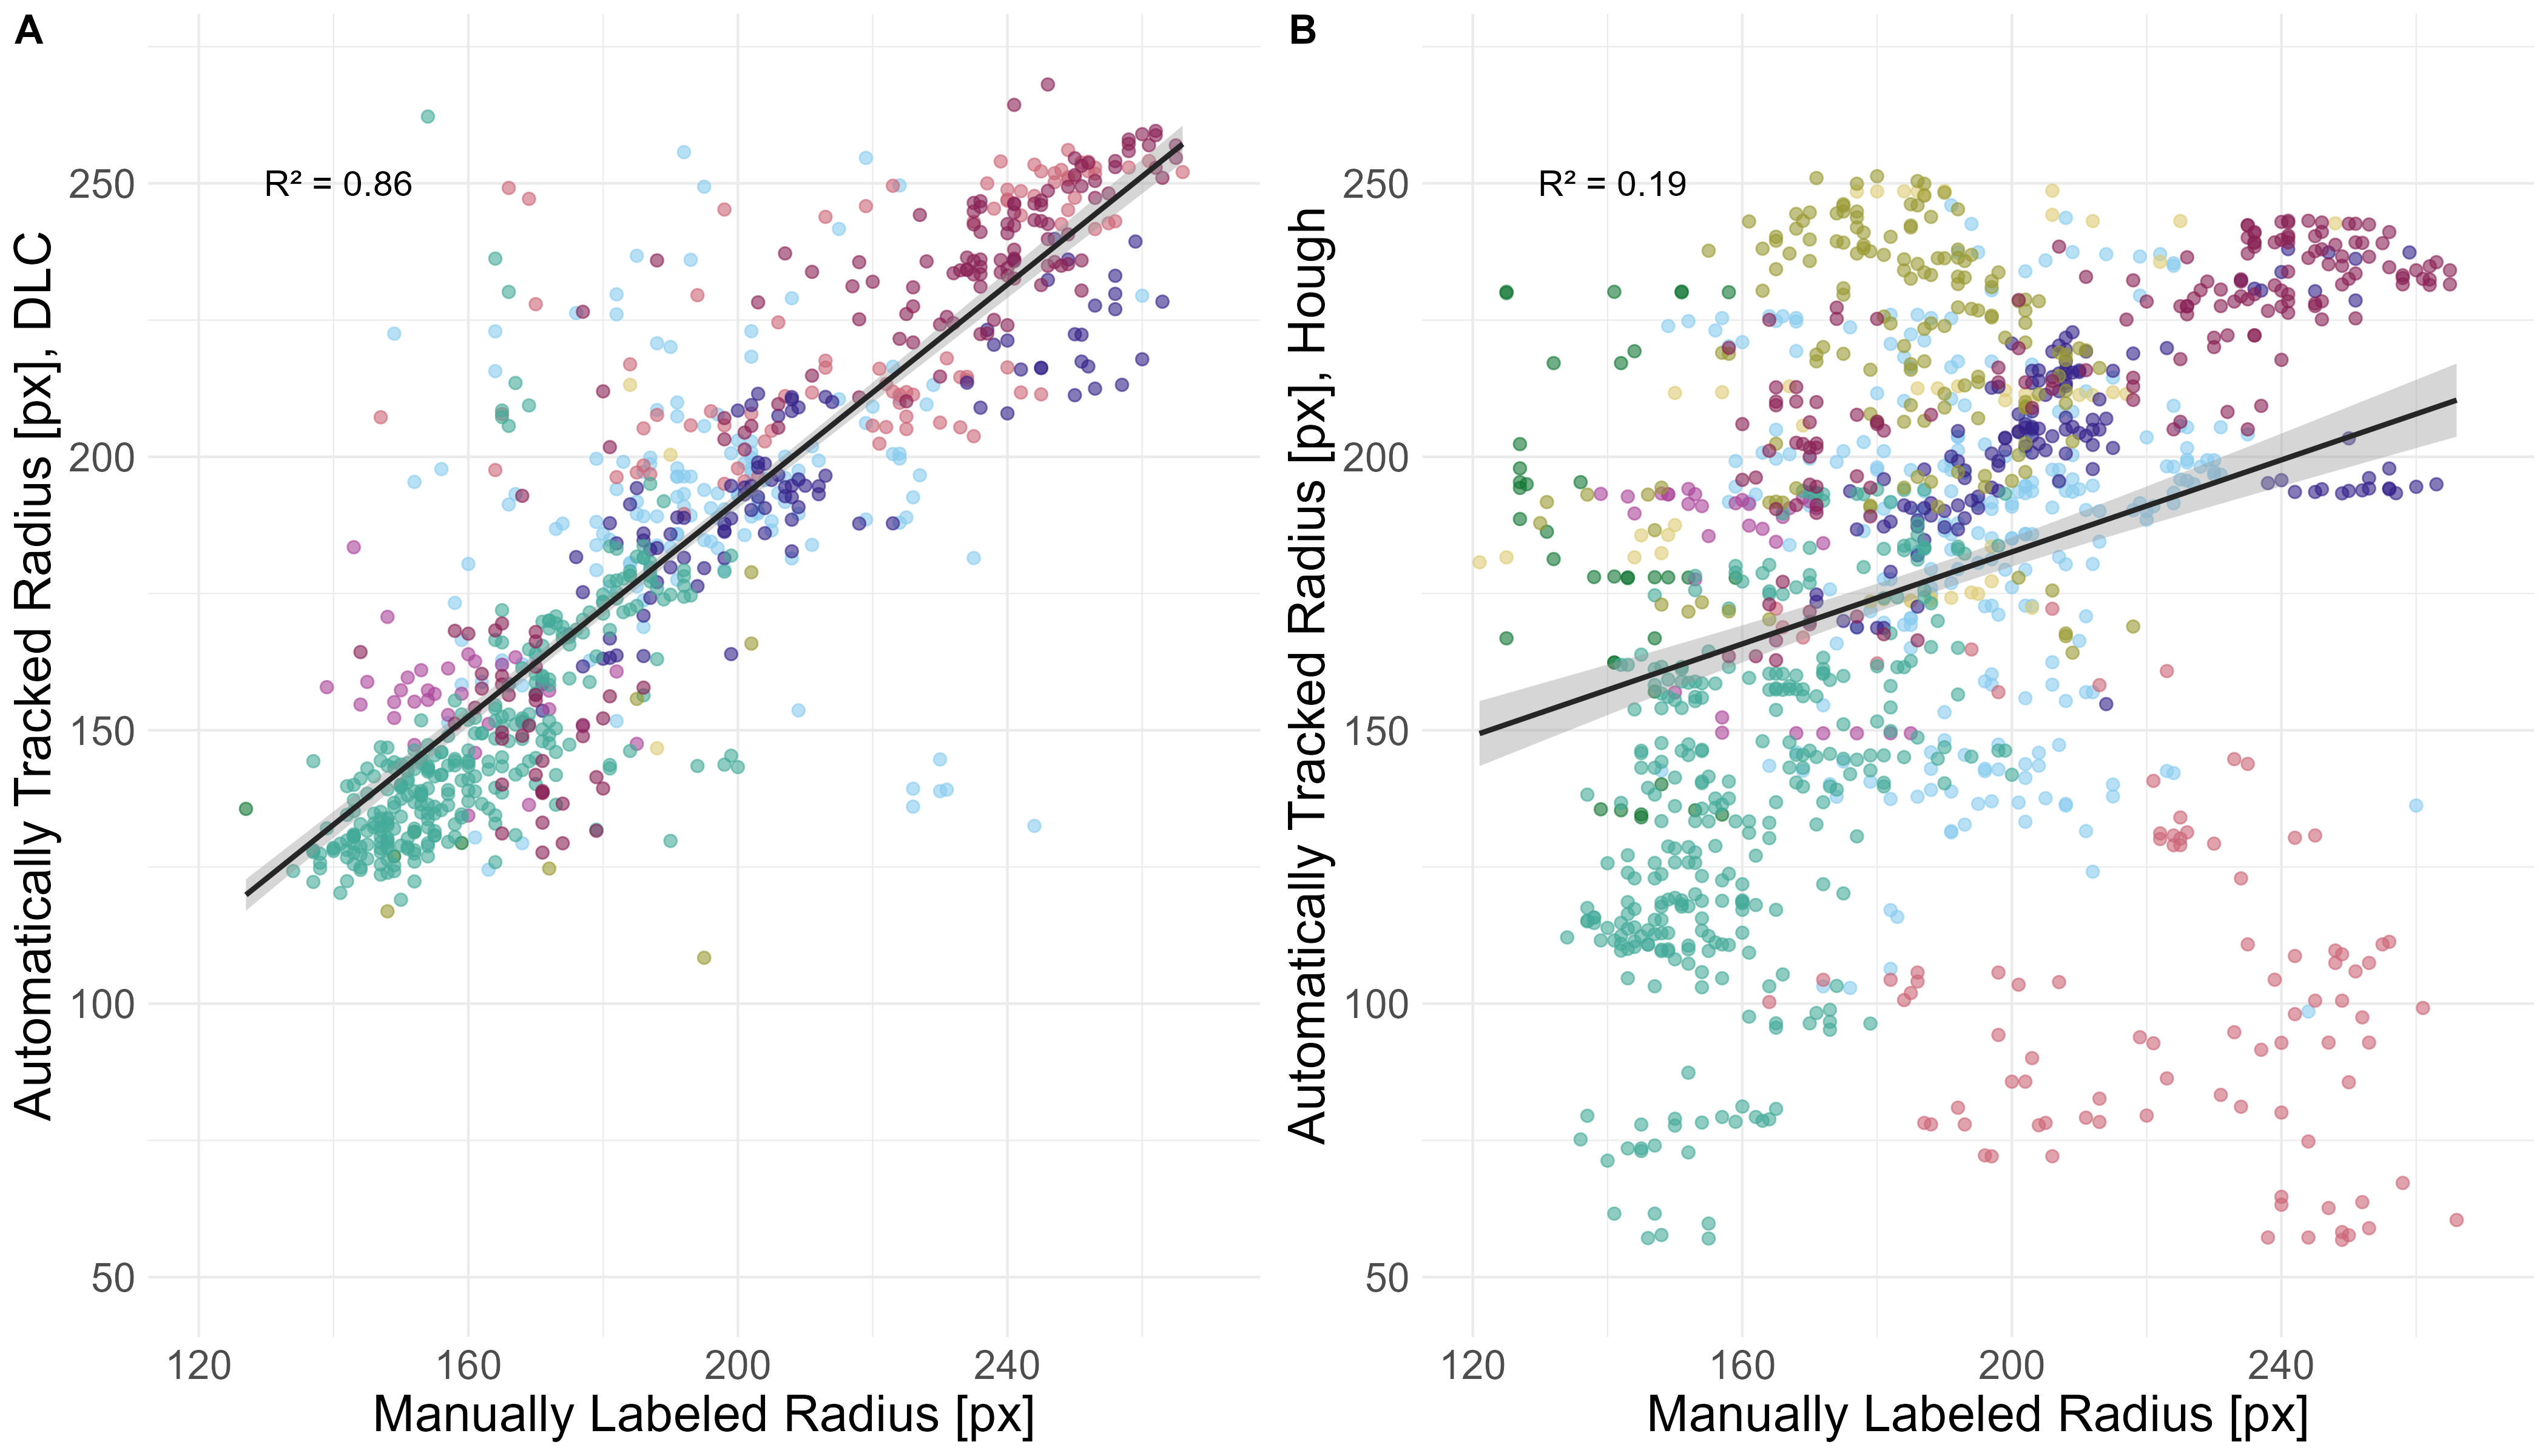 A
Automatically Tracked Radius [px], DLC
R² = 0.86
250
200
150
100
50
120 160 200 240
Manually Labeled Radius [px]
B
Automatically Tracked Radius [px], Hough
R² = 0.19
250
200
150
100
50
120 160 200 240
Manually Labeled Radius [px]